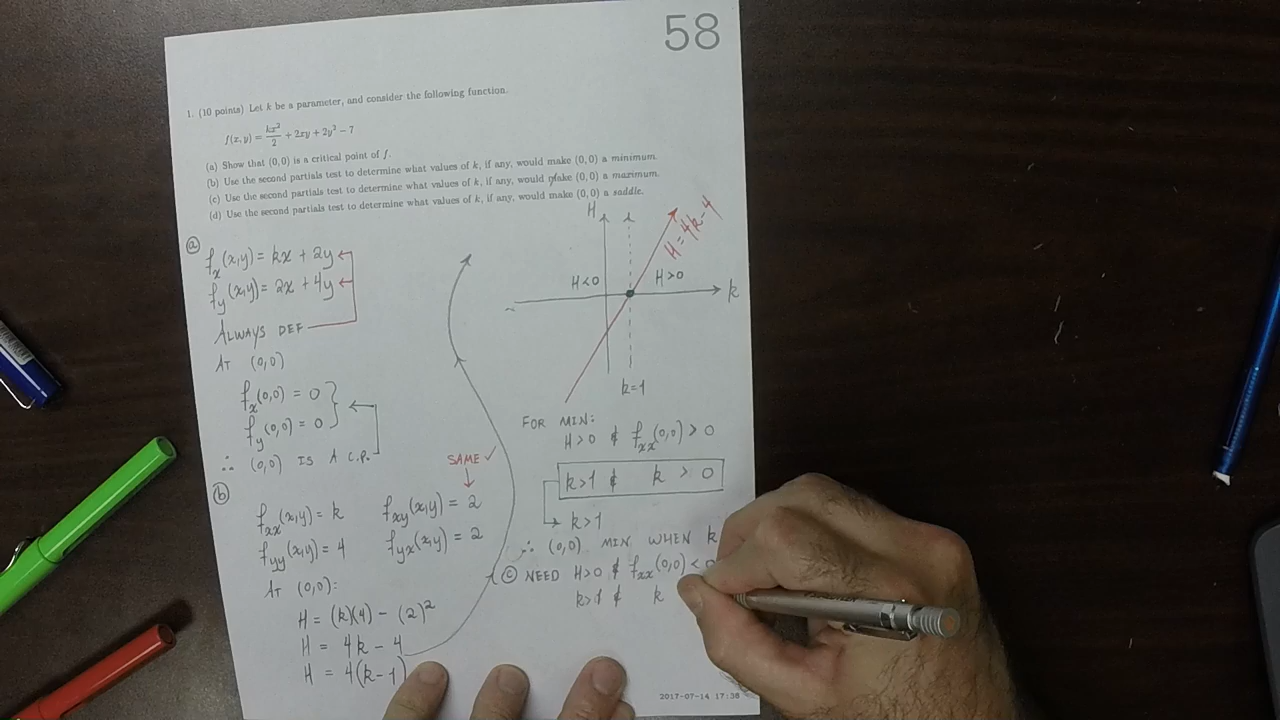 58
1. (10 points) Let k be a parameter, and consider the following function.
f(x, y) = kx²/2 + 2xy + 2y² − 7
(a) Show that (0,0) is a critical point of f.
(b) Use the second partials test to determine what values of k, if any, would make (0,0) a minimum.
(c) Use the second partials test to determine what values of k, if any, would make (0,0) a maximum.
(d) Use the second partials test to determine what values of k, if any, would make (0,0) a saddle.
ⓐ
fx(x,y) = kx + 2y
fy(x,y) = 2x + 4y
ALWAYS DEF
AT (0,0)
fx(0,0) = 0
fy(0,0) = 0
∴ (0,0) IS A C.P.
ⓑ
fxx(x,y) = k
fxy(x,y) = 2
SAME ✓
fyy(x,y) = 4
fyx(x,y) = 2
AT (0,0):
H = (k)(4) − (2)²
H = 4k − 4
H = 4(k−1)
H
H=4k−4
H<0
H>0
k
k=1
FOR MIN:
H>0 & fxx(0,0) > 0
k>1 & k > 0
k>1
∴ (0,0) MIN WHEN k
ⓒ NEED H>0 & fxx(0,0) < 0
k>1 & k
2017-07-14 17:38